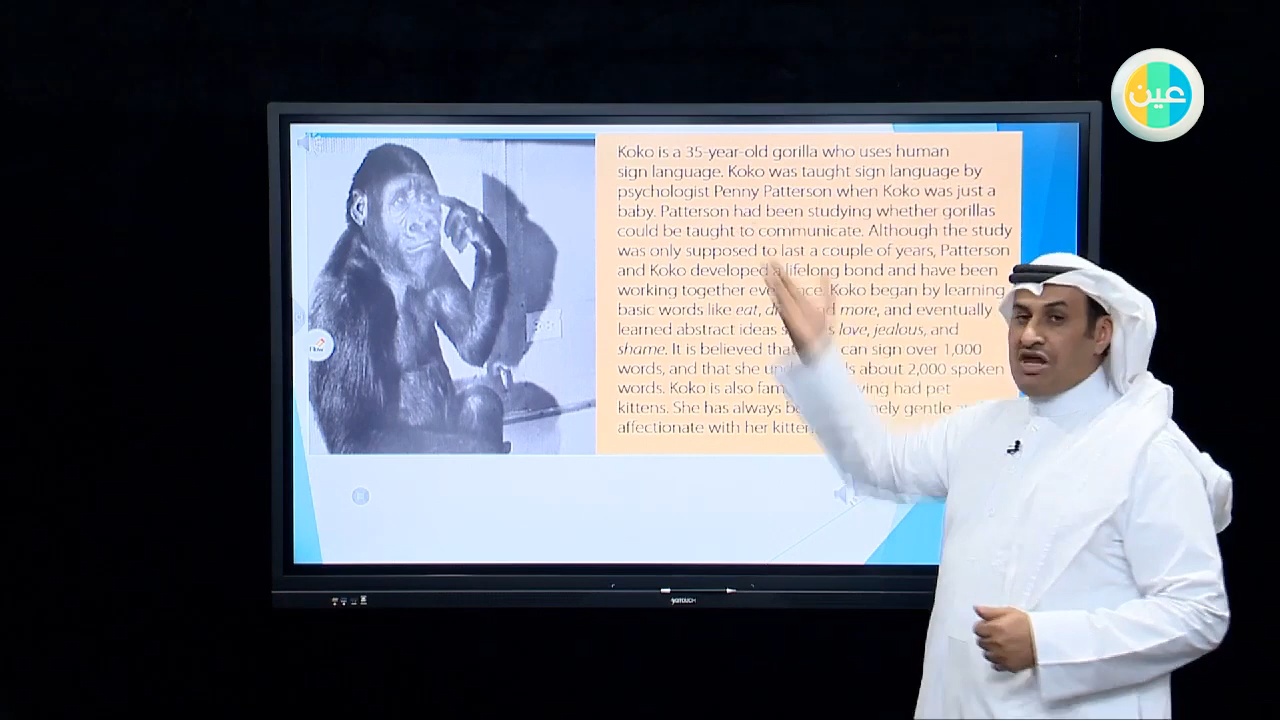 عين
Koko is a 35-year-old gorilla who uses human
sign language. Koko was taught sign language by
psychologist Penny Patterson when Koko was just a
baby. Patterson had been studying whether gorillas
could be taught to communicate. Although the study
was only supposed to last a couple of years, Patterson
and Koko developed a lifelong bond and have been
working together Koko began by learning
basic words like eat, and more, and eventually
learned abstract ideas love, jealous, and
shame. It is believed that can sign over 1,000
words, and that she about 2,000 spoken
words. Koko is also had pet
kittens. She has always gentle
affectionate with her